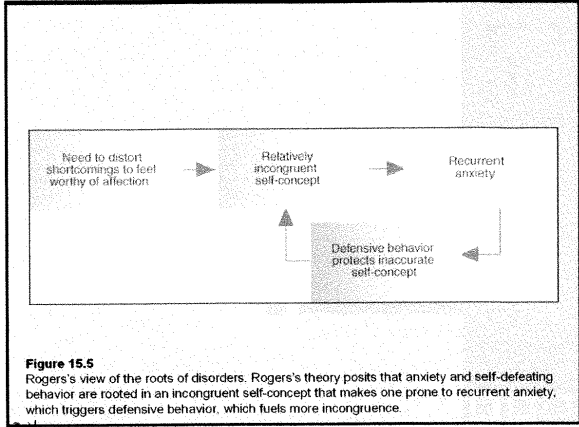 Need to distort
shortcomings to feel
worthy of affection
Relatively
incongruent
self-concept
Recurrent
anxiety
Defensive behavior
protects inaccurate
self-concept
Figure 15.5
Rogers's view of the roots of disorders. Rogers's theory posits that anxiety and self-defeating
behavior are rooted in an incongruent self-concept that makes one prone to recurrent anxiety,
which triggers defensive behavior, which fuels more incongruence.